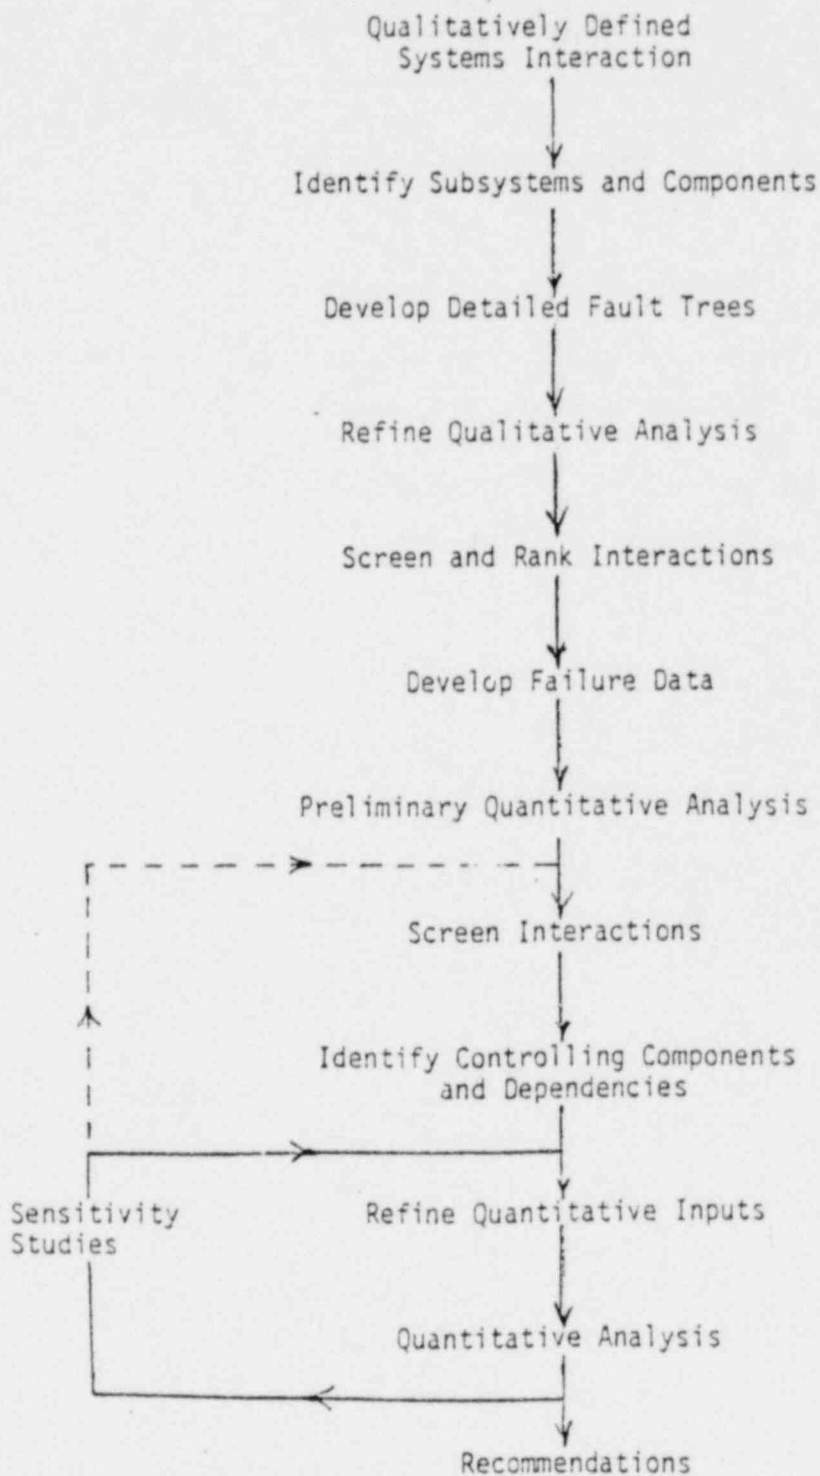 Qualitatively Defined
Systems Interaction
Identify Subsystems and Components
Develop Detailed Fault Trees
Refine Qualitative Analysis
Screen and Rank Interactions
Develop Failure Data
Preliminary Quantitative Analysis
Screen Interactions
Identify Controlling Components
and Dependencies
Sensitivity
Studies
Refine Quantitative Inputs
Quantitative Analysis
Recommendations